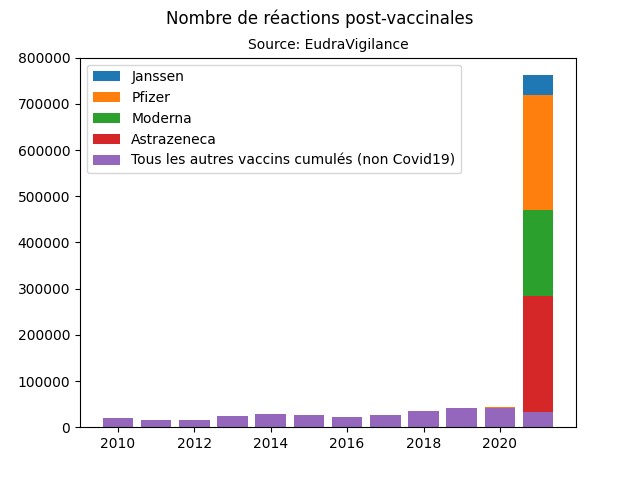 Nombre de réactions post-vaccinales
Source: EudraVigilance
800000
700000
600000
500000
400000
300000
200000
100000
0
Janssen
Pfizer
Moderna
Astrazeneca
Tous les autres vaccins cumulés (non Covid19)
2010 2012 2014 2016 2018 2020